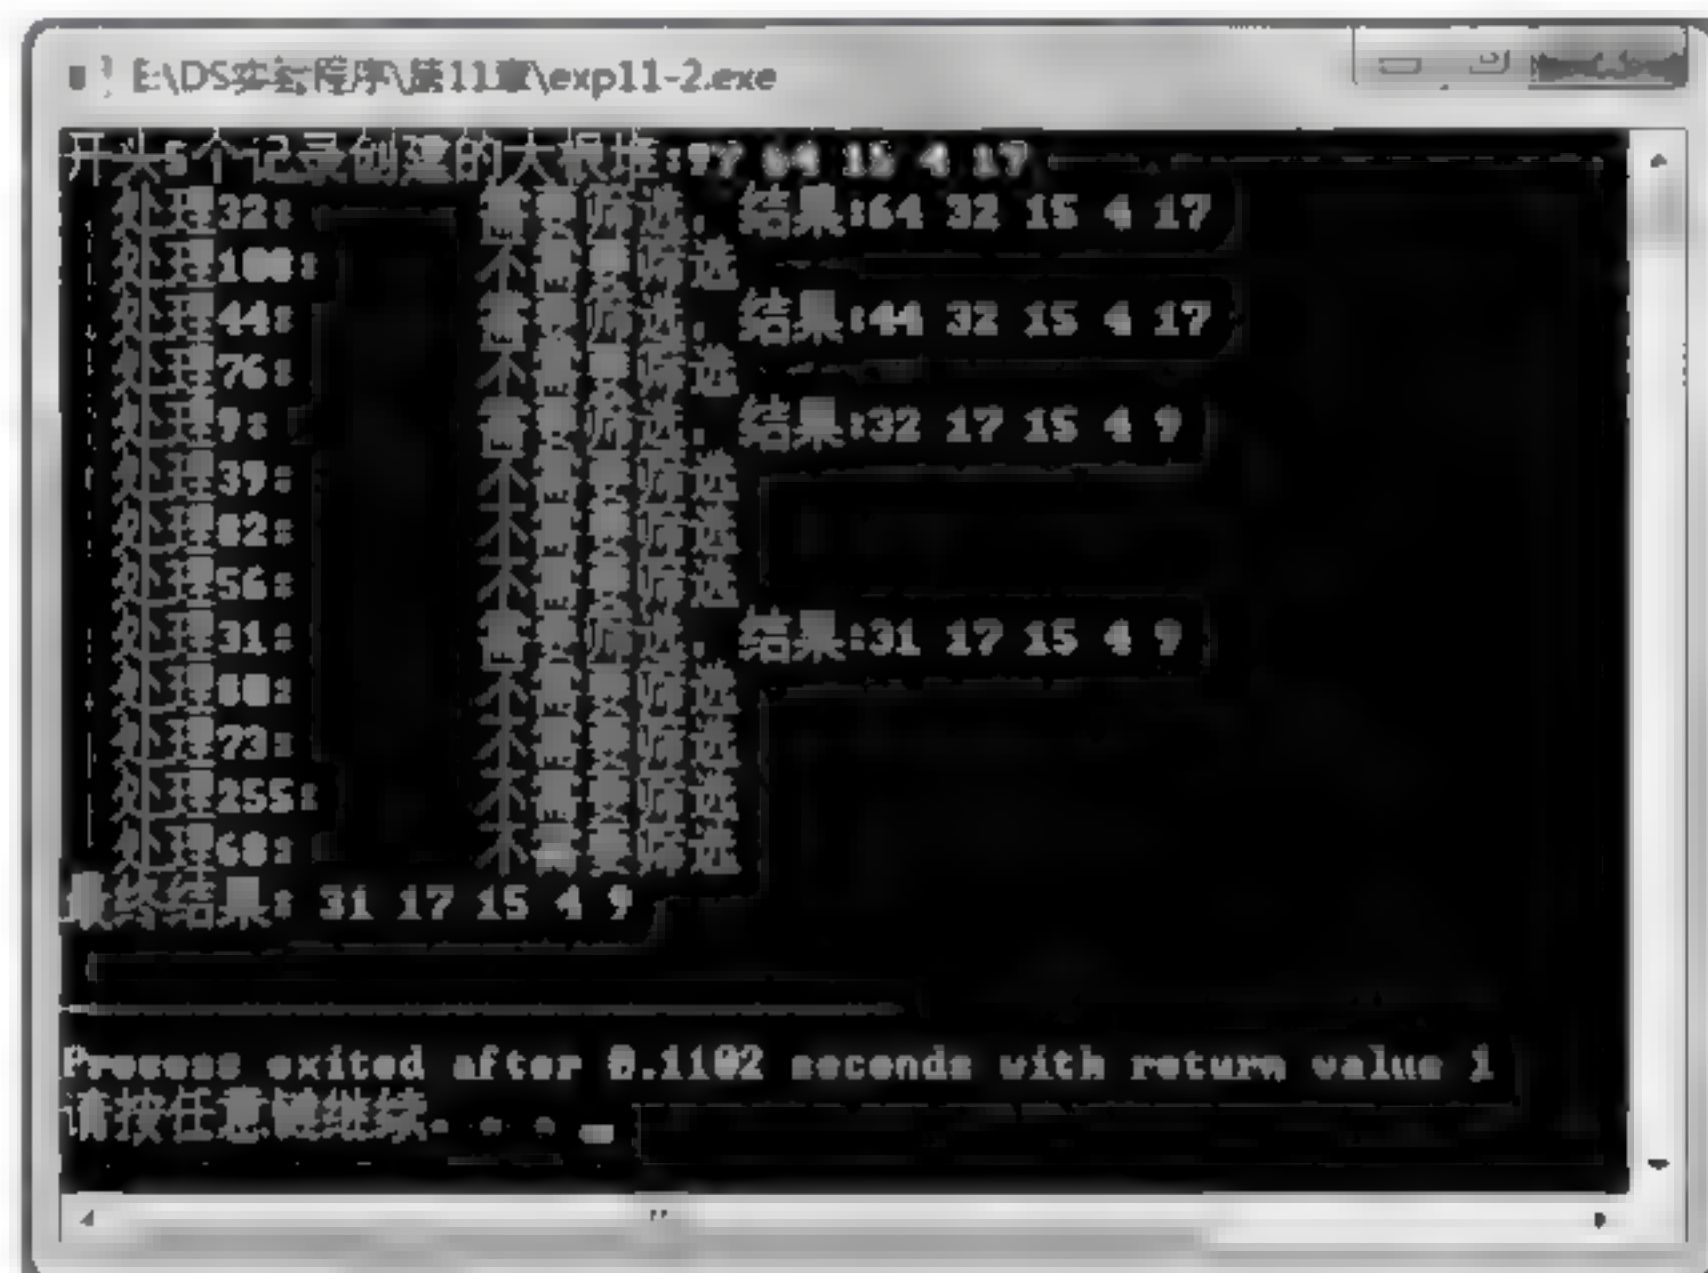 E:\DS实验程序\第11章\exp11-2.exe
开头5个记录创建的大根堆:97 64 15 4 17
处理32: 需要筛选. 结果:64 32 15 4 17
处理108: 不需要筛选
处理44: 需要筛选. 结果:44 32 15 4 17
处理76: 不需要筛选
处理9: 需要筛选. 结果:32 17 15 4 9
处理39: 不需要筛选
处理82: 不需要筛选
处理56: 不需要筛选
处理31: 需要筛选. 结果:31 17 15 4 9
处理80: 不需要筛选
处理73: 不需要筛选
处理255: 不需要筛选
处理68: 不需要筛选
最终结果: 31 17 15 4 9
Process exited after 0.1102 seconds with return value 1
请按任意键继续. . .